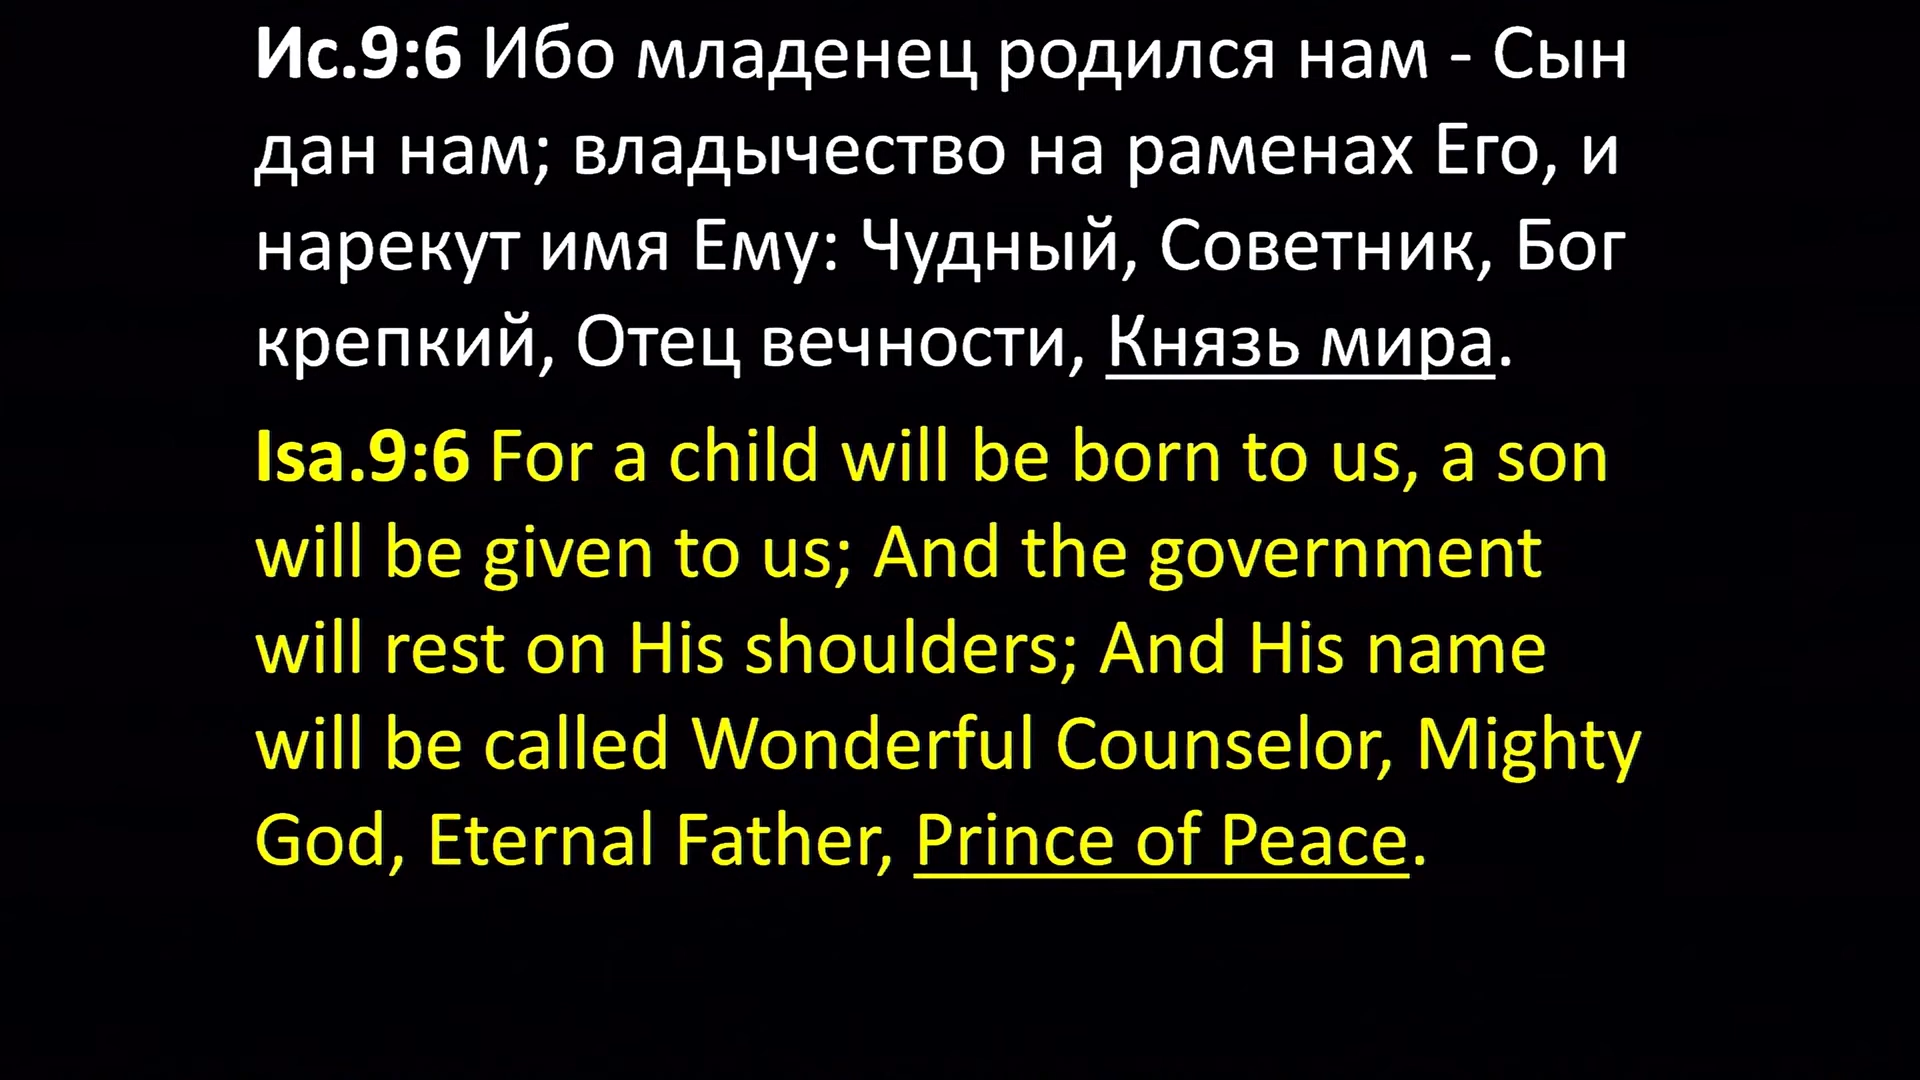 Ис.9:6 Ибо младенец родился нам - Сын
дан нам; владычество на раменах Его, и
нарекут имя Ему: Чудный, Советник, Бог
крепкий, Отец вечности, Князь мира.
Isa.9:6 For a child will be born to us, a son
will be given to us; And the government
will rest on His shoulders; And His name
will be called Wonderful Counselor, Mighty
God, Eternal Father, Prince of Peace.